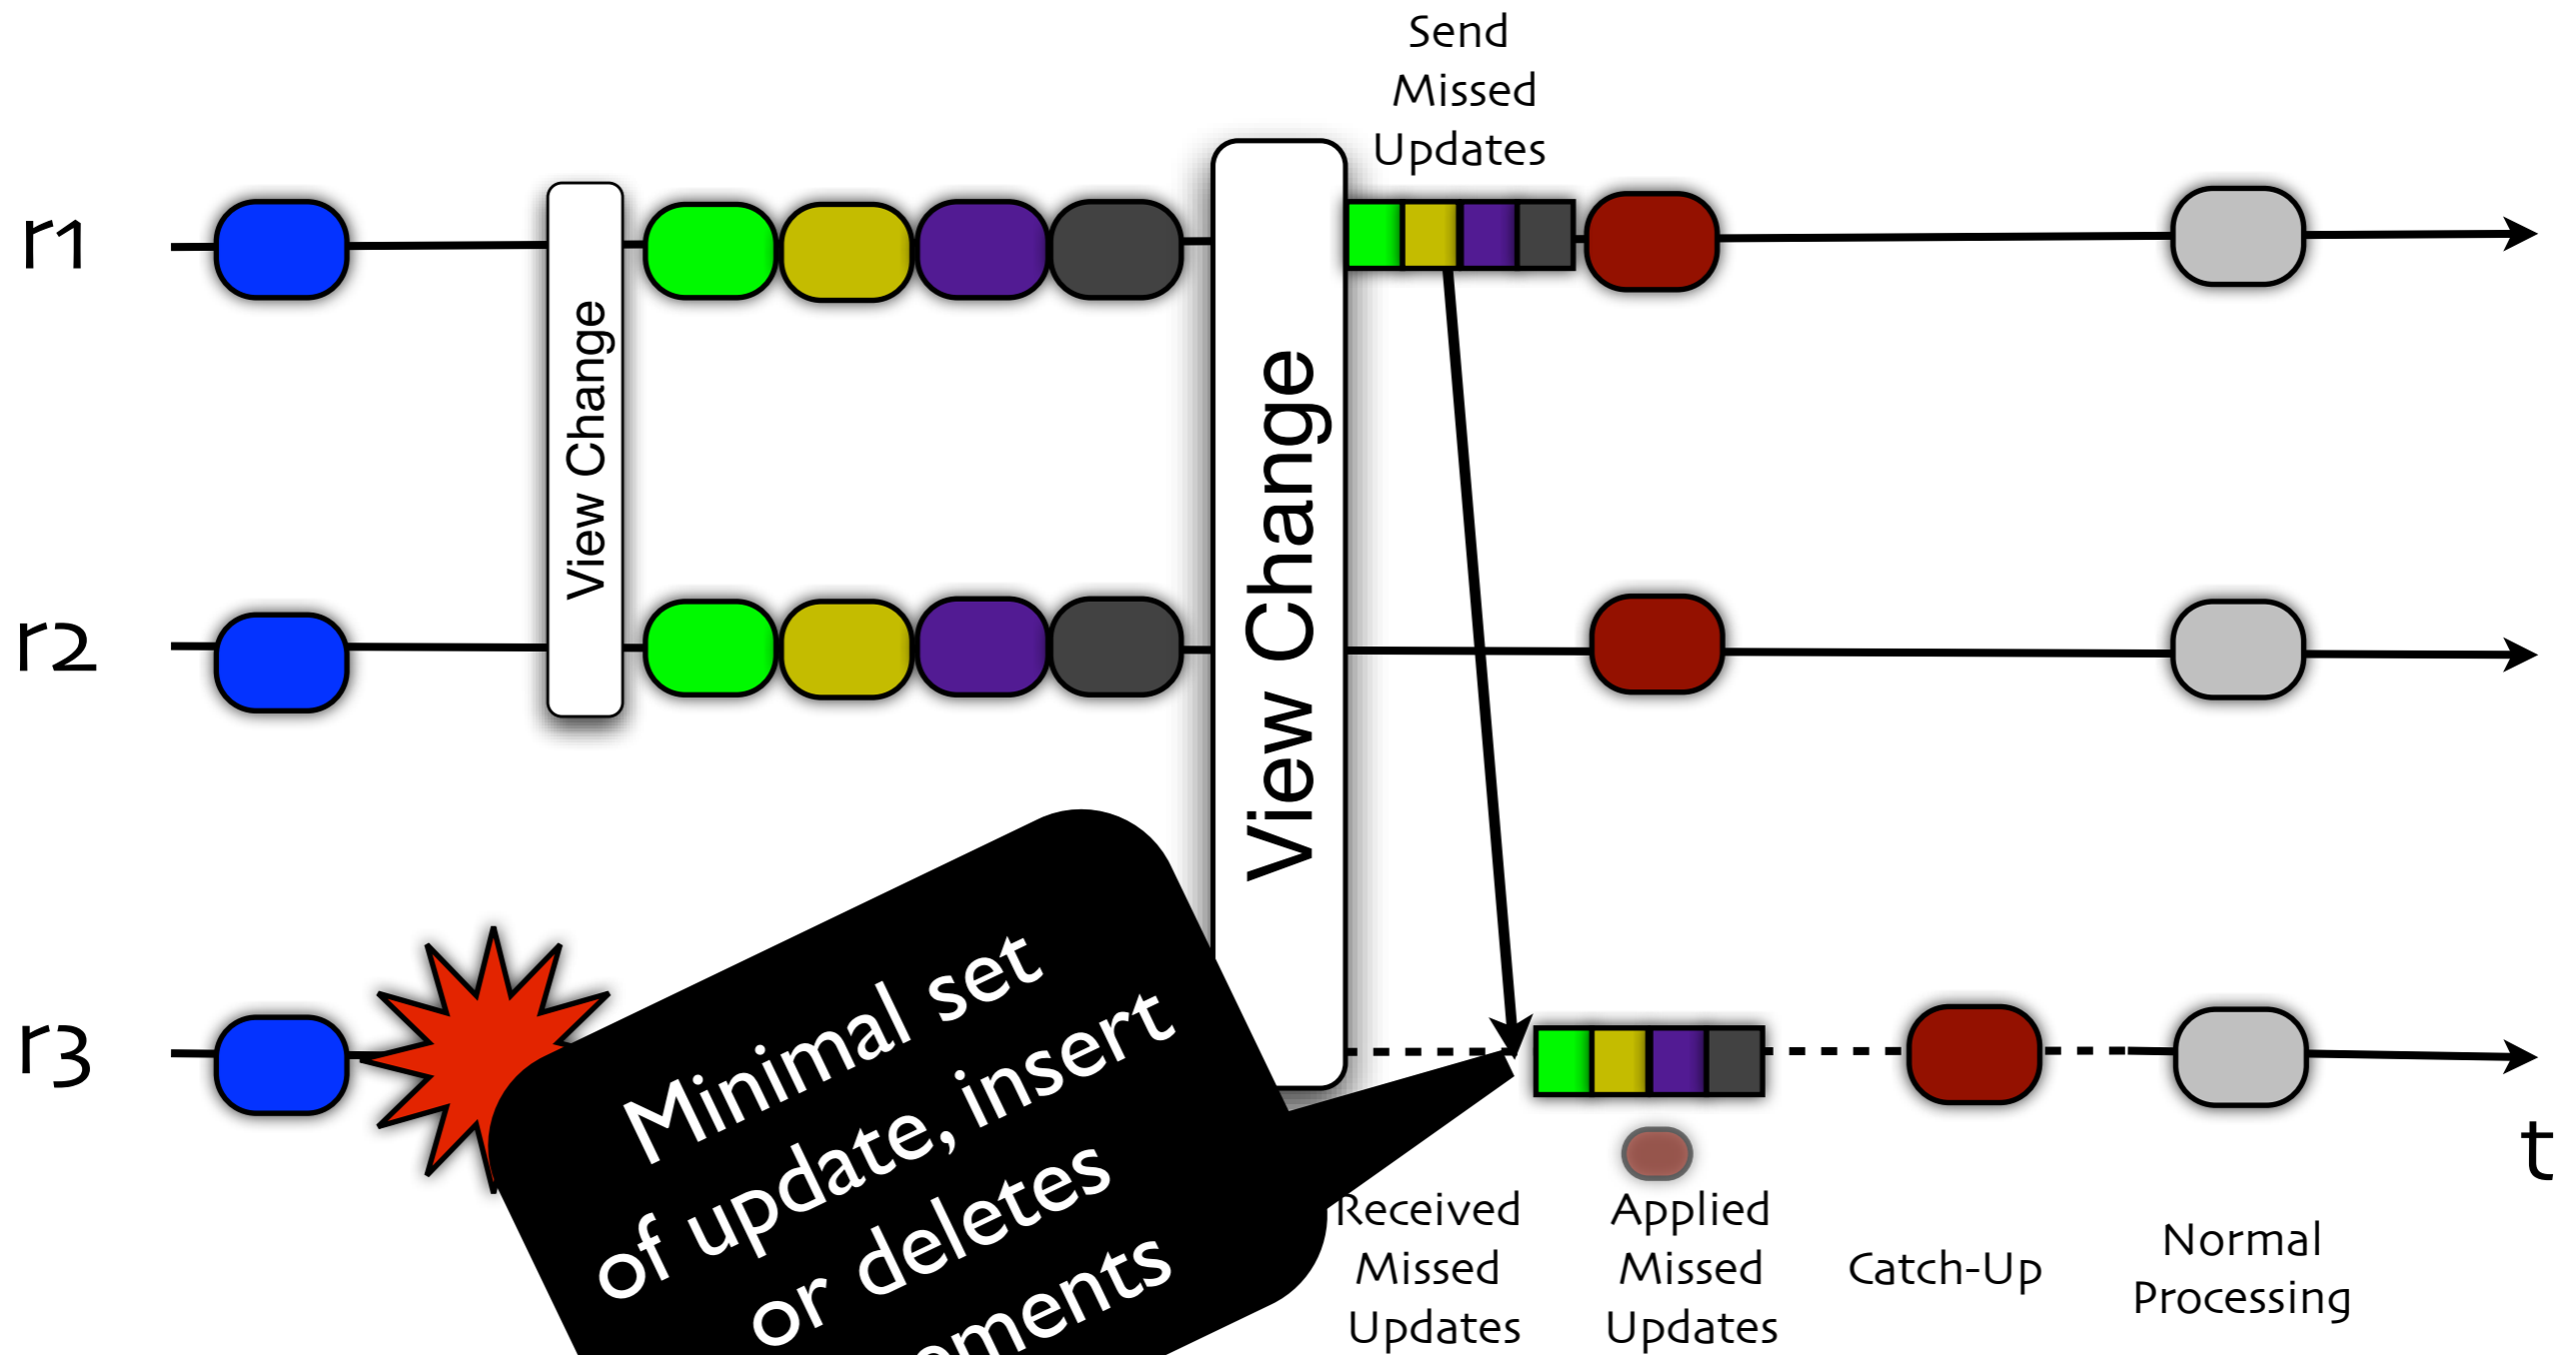 Send
Missed
Updates
r1
View Change
View Change
r2
r3
Minimal set
of update, insert
or deletes
t
Received
Missed
Updates
Applied
Missed
Updates
Catch-Up
Normal
Processing